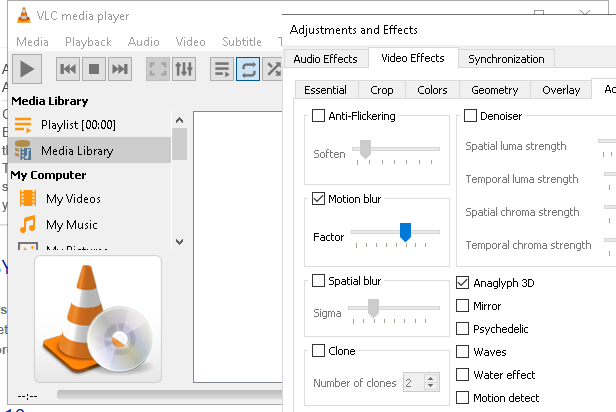 VLC media player
Media Playback Audio Video Subtitle
Media Library
Playlist [00:00]
Media Library
My Computer
My Videos
My Music
My Pictures
--:--
Adjustments and Effects
Audio Effects Video Effects Synchronization
Essential Crop Colors Geometry Overlay
Anti-Flickering
Soften
Motion blur
Factor
Spatial blur
Sigma
Clone
Number of clones 2
Denoiser
Spatial luma strength
Temporal luma strength
Spatial chroma strength
Temporal chroma strength
Anaglyph 3D
Mirror
Psychedelic
Waves
Water effect
Motion detect